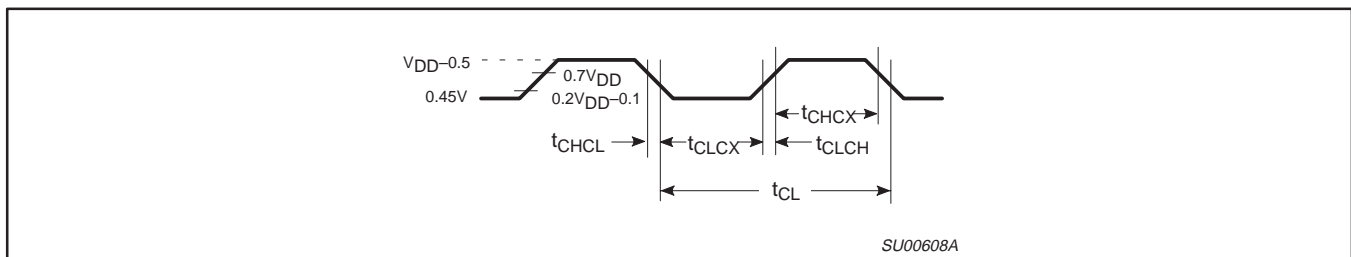 VDD–0.5
0.7VDD
0.45V
0.2VDD–0.1
tCHCX
tCHCL
tCLCX
tCLCH
tCL
SU00608A